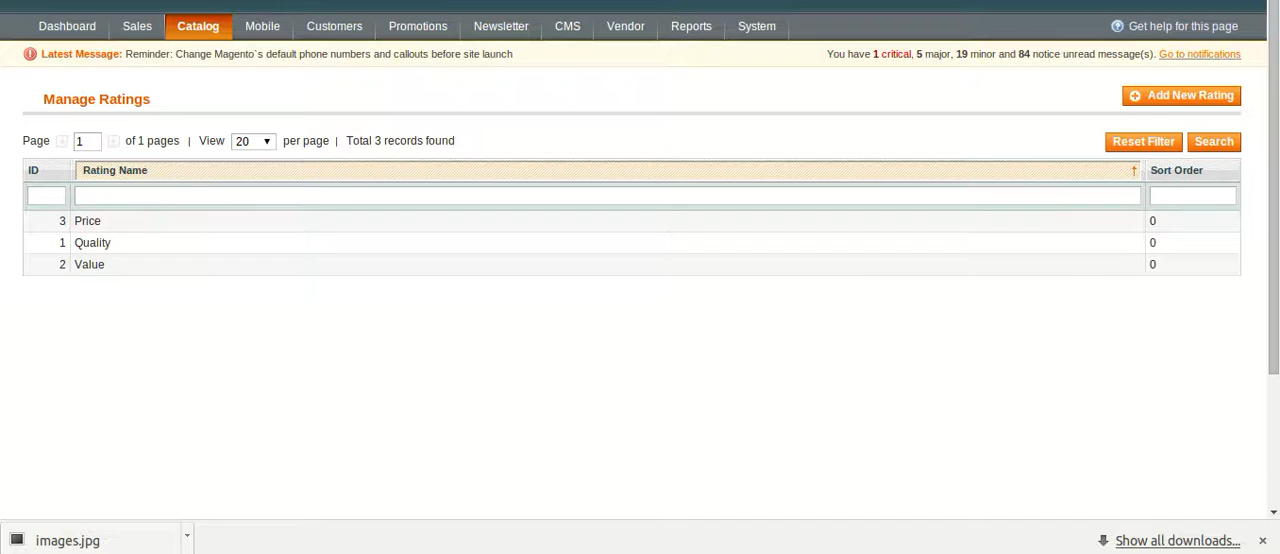 Dashboard Sales Catalog Mobile Customers Promotions Newsletter CMS Vendor Reports System Get help for this page
Latest Message: Reminder: Change Magento`s default phone numbers and callouts before site launch You have 1 critical, 5 major, 19 minor and 84 notice unread message(s). Go to notifications
Manage Ratings Add New Rating
Page 1 of 1 pages | View 20 per page | Total 3 records found Reset Filter Search
ID Rating Name Sort Order
3 Price 0
1 Quality 0
2 Value 0
images.jpg Show all downloads...